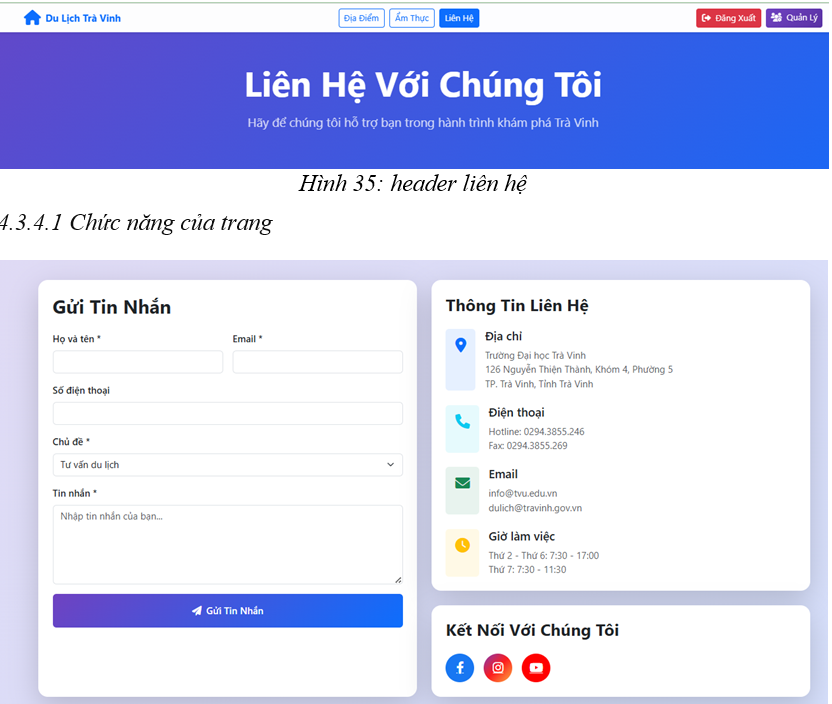 Du Lịch Trà Vinh
Địa Điểm
Ẩm Thực
Liên Hệ
Đăng Xuất
Quản Lý
Liên Hệ Với Chúng Tôi
Hãy để chúng tôi hỗ trợ bạn trong hành trình khám phá Trà Vinh
Hình 35: header liên hệ
4.3.4.1 Chức năng của trang
Gửi Tin Nhắn
Họ và tên *
Email *
Số điện thoại
Chủ đề *
Tư vấn du lịch
Tin nhắn *
Nhập tin nhắn của bạn...
Gửi Tin Nhắn
Thông Tin Liên Hệ
Địa chỉ
Trường Đại học Trà Vinh
126 Nguyễn Thiện Thành, Khóm 4, Phường 5
TP. Trà Vinh, Tỉnh Trà Vinh
Điện thoại
Hotline: 0294.3855.246
Fax: 0294.3855.269
Email
info@tvu.edu.vn
dulich@travinh.gov.vn
Giờ làm việc
Thứ 2 - Thứ 6: 7:30 - 17:00
Thứ 7: 7:30 - 11:30
Kết Nối Với Chúng Tôi